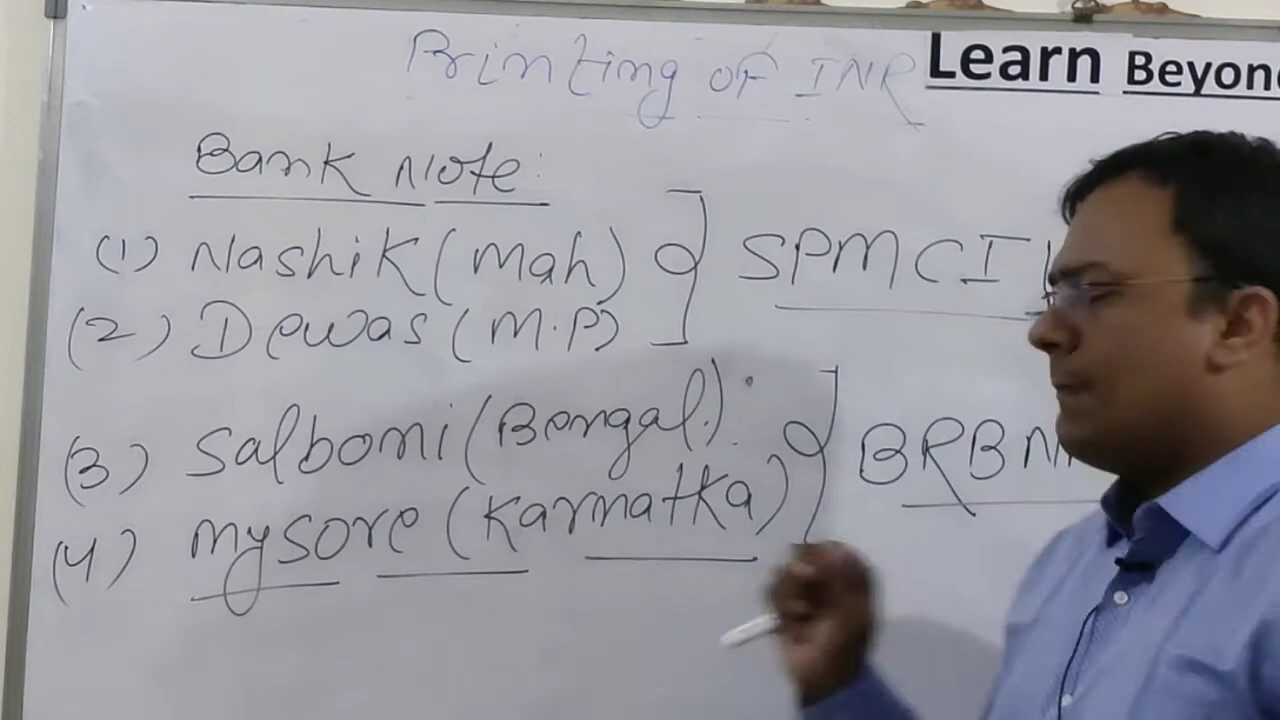 Printing of INR
Learn Beyond
Bank Note:
(1) Nashik (Mah)
SPMCIL
(2) Dewas (M.P)
(3) Salboni (Bengal).
BRBN
(4) Mysore (Karnatka)